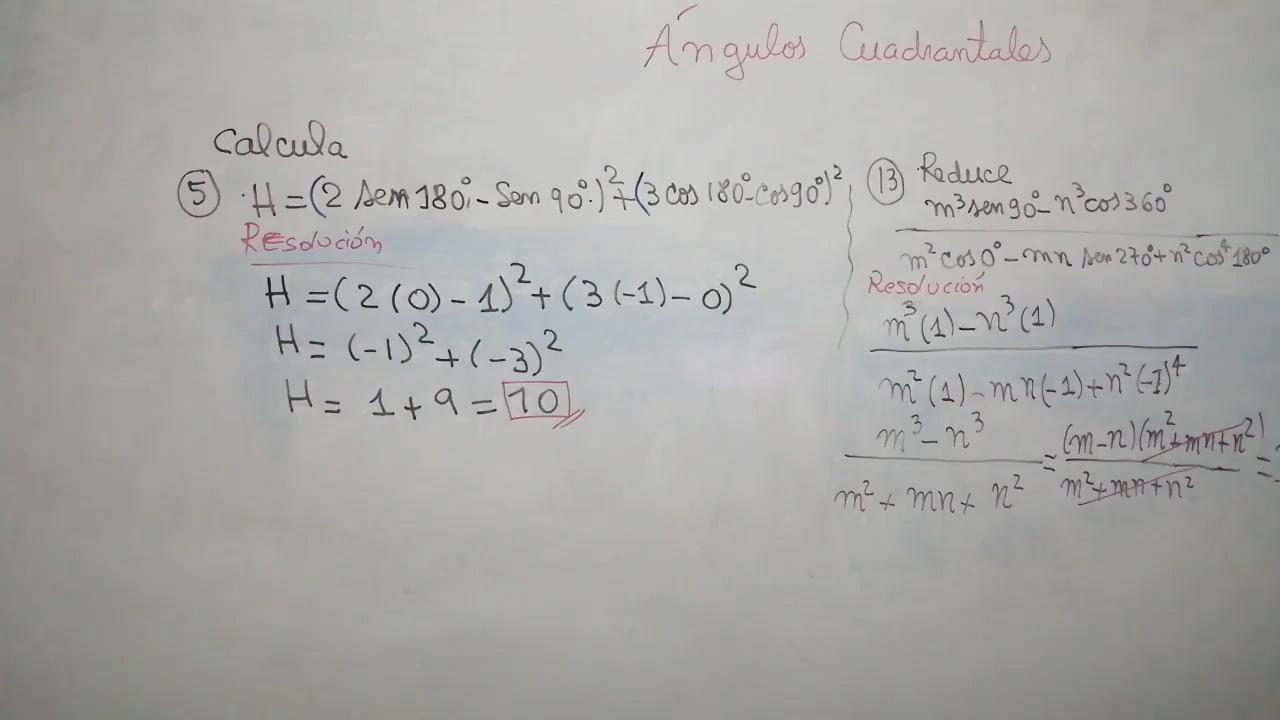 Ángulos Cuadrantales
Calcula
5 H = (2 sen 180° - Sen 90°)² + (3 cos 180° - cos 90°)²
Resolución
H = (2(0) - 1)² + (3(-1) - 0)²
H = (-1)² + (-3)²
H = 1 + 9 = 10
13 Reduce
m³ sen 90° - n³ cos 360°
m² cos 0° - mn sen 270° + n² cos⁴ 180°
Resolución
m³(1) - n³(1)
m²(1) - mn(-1) + n²(-1)⁴
m³ - n³ = (m-n)(m² + mn + n²) =
m² + mn + n² m² + mn + n²